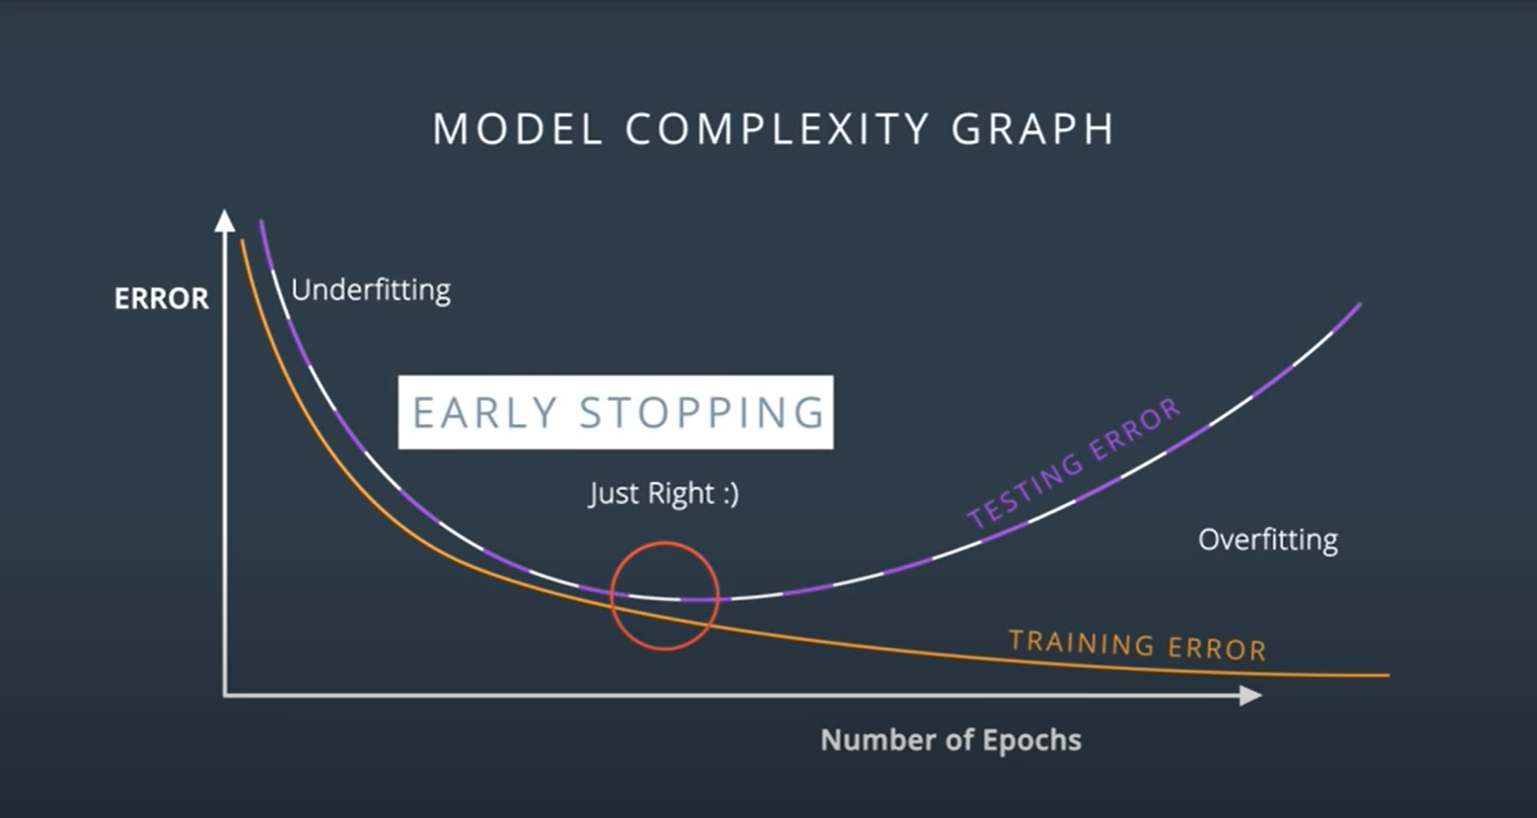 MODEL COMPLEXITY GRAPH
ERROR
Underfitting
EARLY STOPPING
Just Right :)
TESTING ERROR
Overfitting
TRAINING ERROR
Number of Epochs